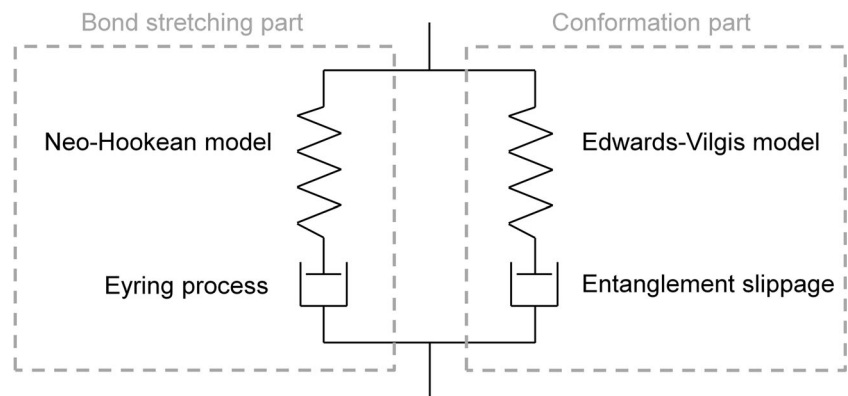 Bond stretching part
Conformation part
Neo-Hookean model
Edwards-Vilgis model
Eyring process
Entanglement slippage